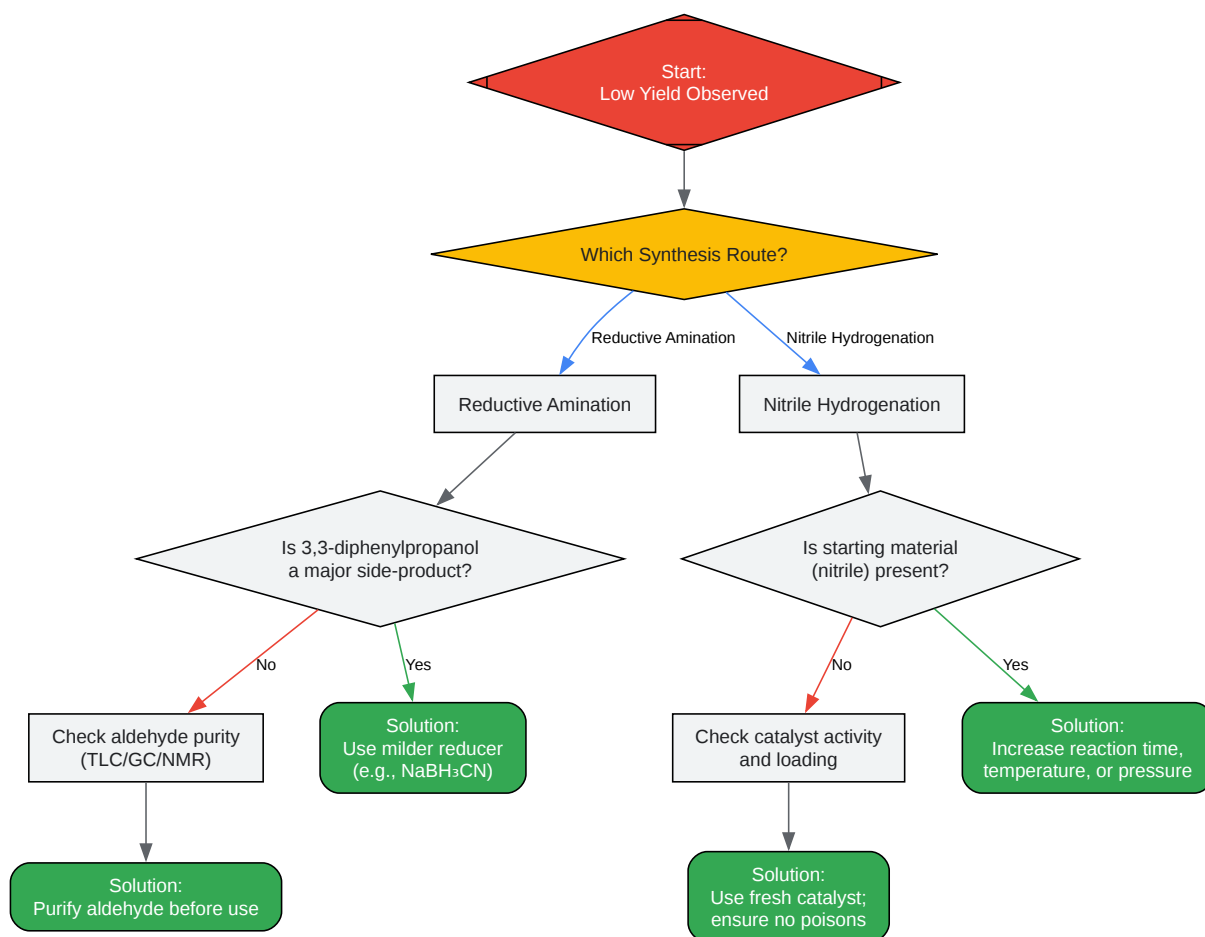 Start:
Low Yield Observed
Which Synthesis Route?
Reductive Amination
Nitrile Hydrogenation
Reductive Amination
Nitrile Hydrogenation
Is 3,3-diphenylpropanol
a major side-product?
Is starting material
(nitrile) present?
No
Yes
No
Yes
Check aldehyde purity
(TLC/GC/NMR)
Solution:
Use milder reducer
(e.g., NaBH₃CN)
Check catalyst activity
and loading
Solution:
Increase reaction time,
temperature, or pressure
Solution:
Purify aldehyde before use
Solution:
Use fresh catalyst;
ensure no poisons